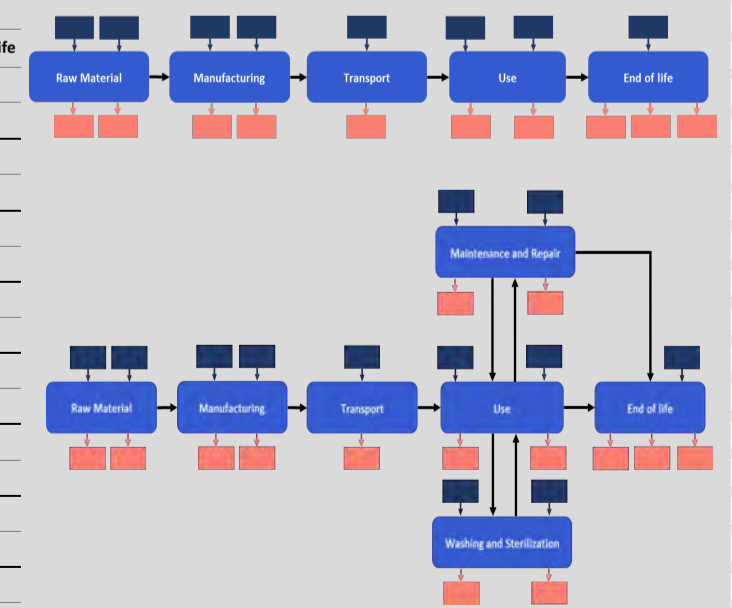 ife
Raw Material
Manufacturing
Transport
Use
End of life
Maintenance and Repair
Raw Material
Manufacturing
Transport
Use
End of life
Washing and Sterilization